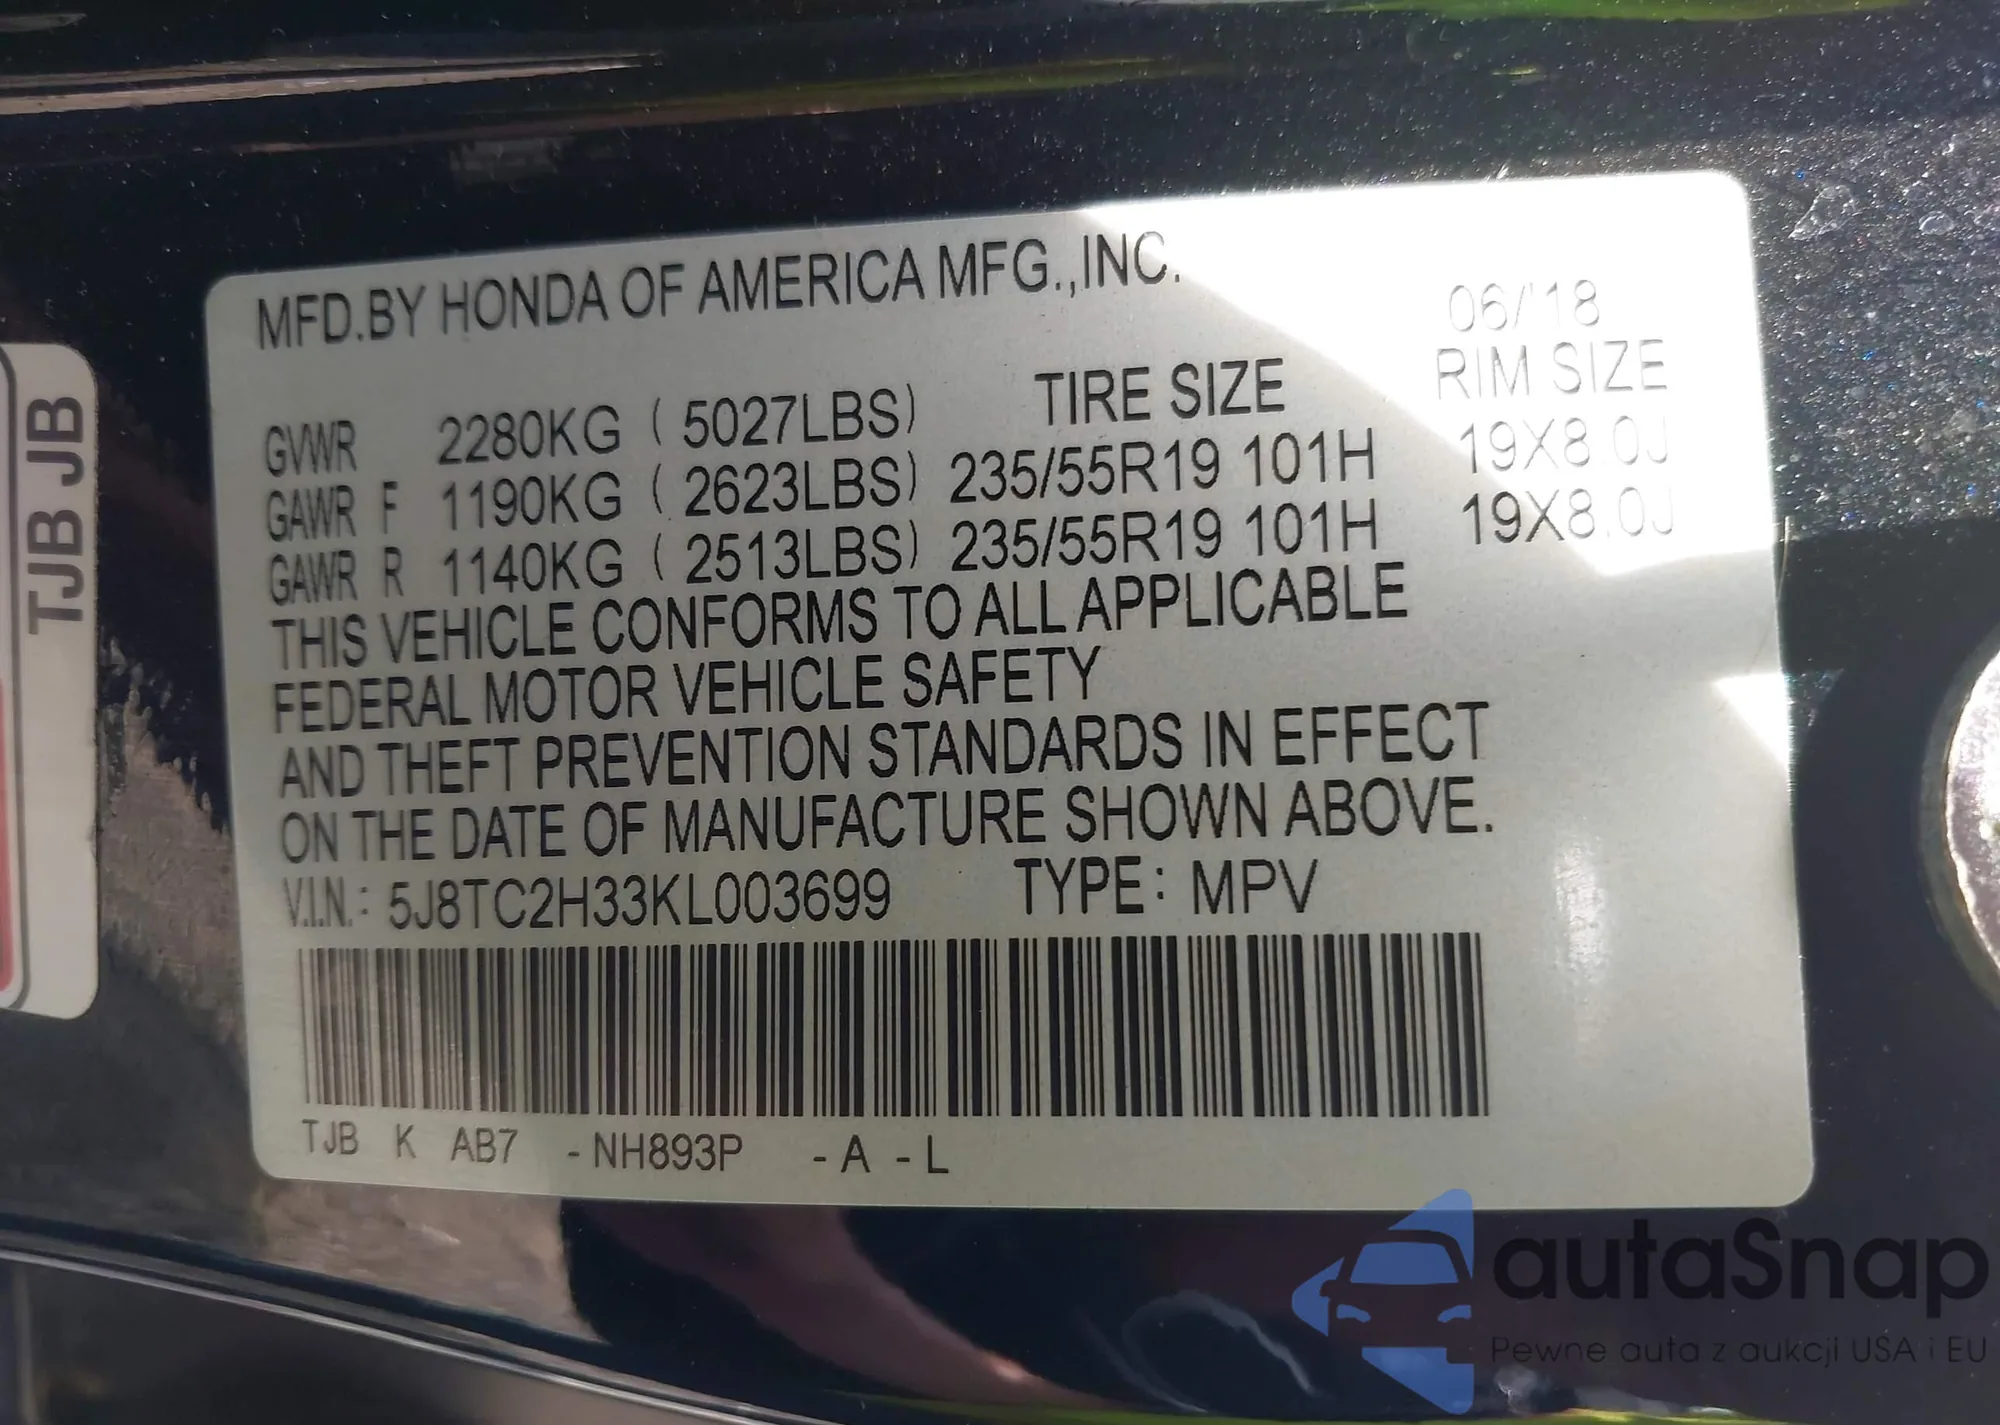 MFD.BY HONDA OF AMERICA MFG.,INC.
06/'18
TIRE SIZE RIM SIZE
GVWR 2280KG ( 5027LBS)
GAWR F 1190KG ( 2623LBS) 235/55R19 101H 19X8.0J
GAWR R 1140KG ( 2513LBS) 235/55R19 101H 19X8.0J
THIS VEHICLE CONFORMS TO ALL APPLICABLE
FEDERAL MOTOR VEHICLE SAFETY
AND THEFT PREVENTION STANDARDS IN EFFECT
ON THE DATE OF MANUFACTURE SHOWN ABOVE.
V.I.N.: 5J8TC2H33KL003699 TYPE: MPV
TJB K AB7 -NH893P -A -L
TJB JB
autaSnap
Pewne auta z aukcji USA i EU